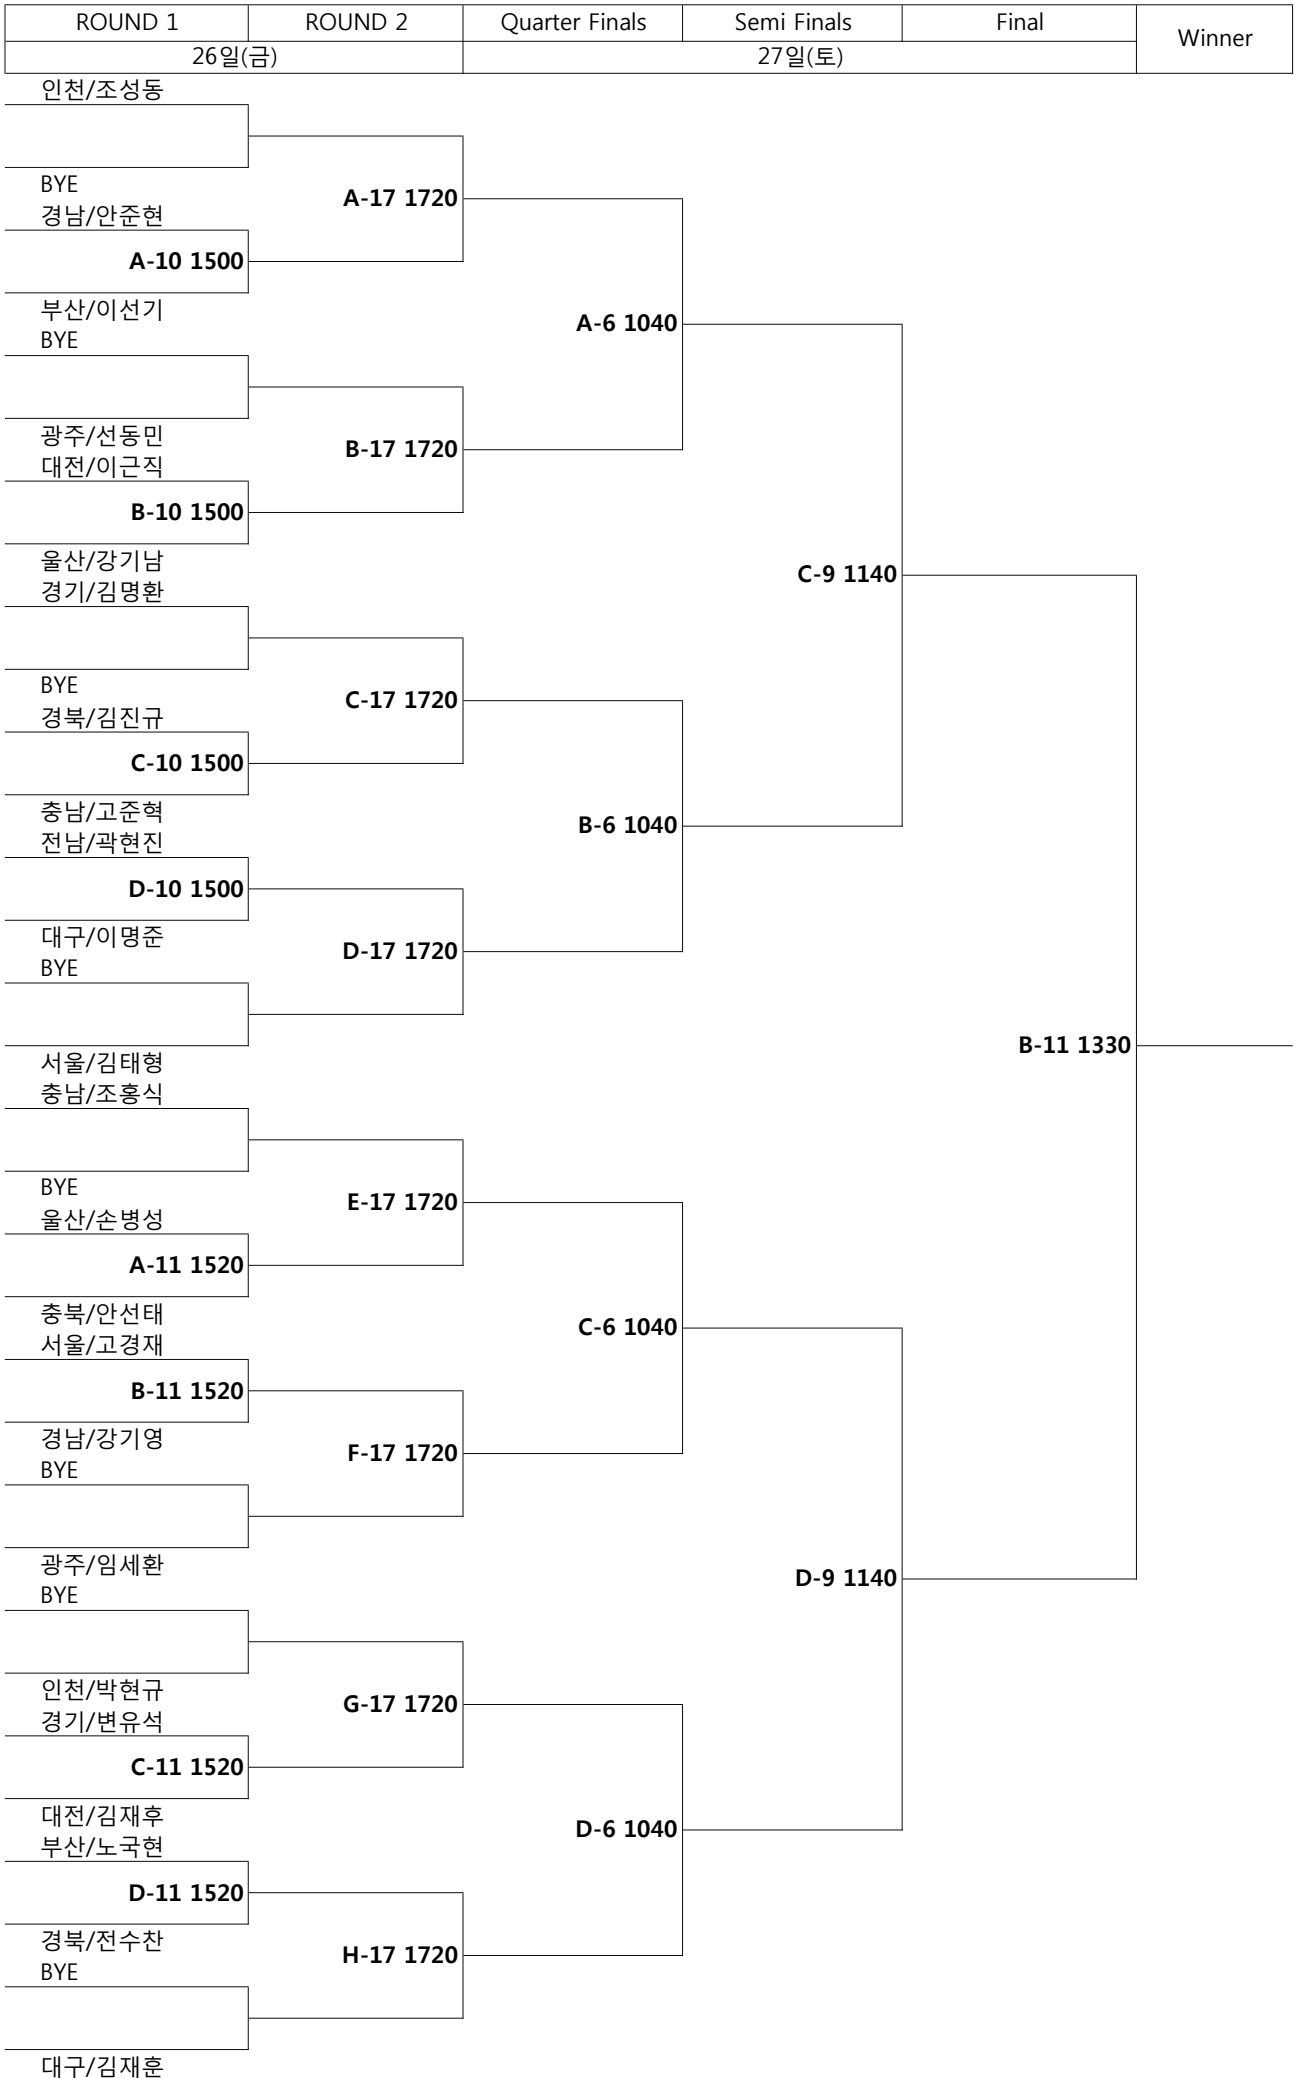 ROUND 1 ROUND 2 Quarter Finals Semi Finals Final Winner
26일(금) 27일(토)
인천/조성동
BYE
A-17 1720
경남/안준현
A-10 1500
부산/이선기
A-6 1040
BYE
광주/선동민
B-17 1720
대전/이근직
B-10 1500
울산/강기남
C-9 1140
경기/김명환
BYE
C-17 1720
경북/김진규
C-10 1500
충남/고준혁
B-6 1040
전남/곽현진
D-10 1500
대구/이명준
D-17 1720
BYE
B-11 1330
서울/김태형
충남/조홍식
BYE
E-17 1720
울산/손병성
A-11 1520
충북/안선태
C-6 1040
서울/고경재
B-11 1520
경남/강기영
F-17 1720
BYE
광주/임세환
D-9 1140
BYE
인천/박현규
G-17 1720
경기/변유석
C-11 1520
대전/김재후
D-6 1040
부산/노국현
D-11 1520
경북/전수찬
H-17 1720
BYE
대구/김재훈